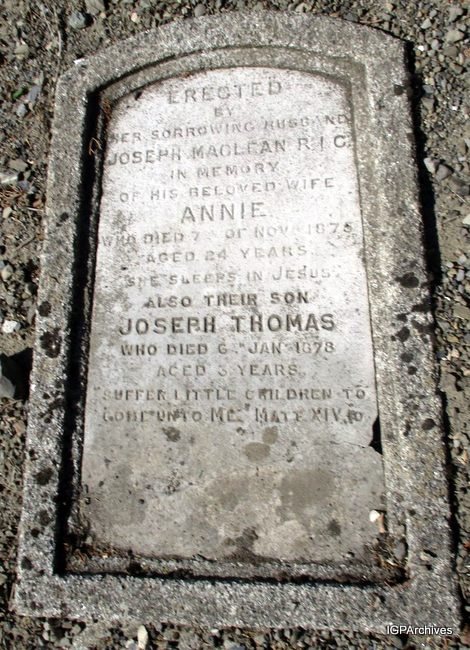 ERECTED
BY
HER SORROWING HUSBAND
JOSEPH MACLEAN R.I.C.
IN MEMORY
OF HIS BELOVED WIFE
ANNIE
WHO DIED 7TH OF NOVR 1875
AGED 24 YEARS
SHE SLEEPS IN JESUS.
ALSO THEIR SON
JOSEPH THOMAS
WHO DIED 6TH JANY 1878
AGED 3 YEARS.
"SUFFER LITTLE CHILDREN TO
COME UNTO ME." MATT XIV.
IGPArchives